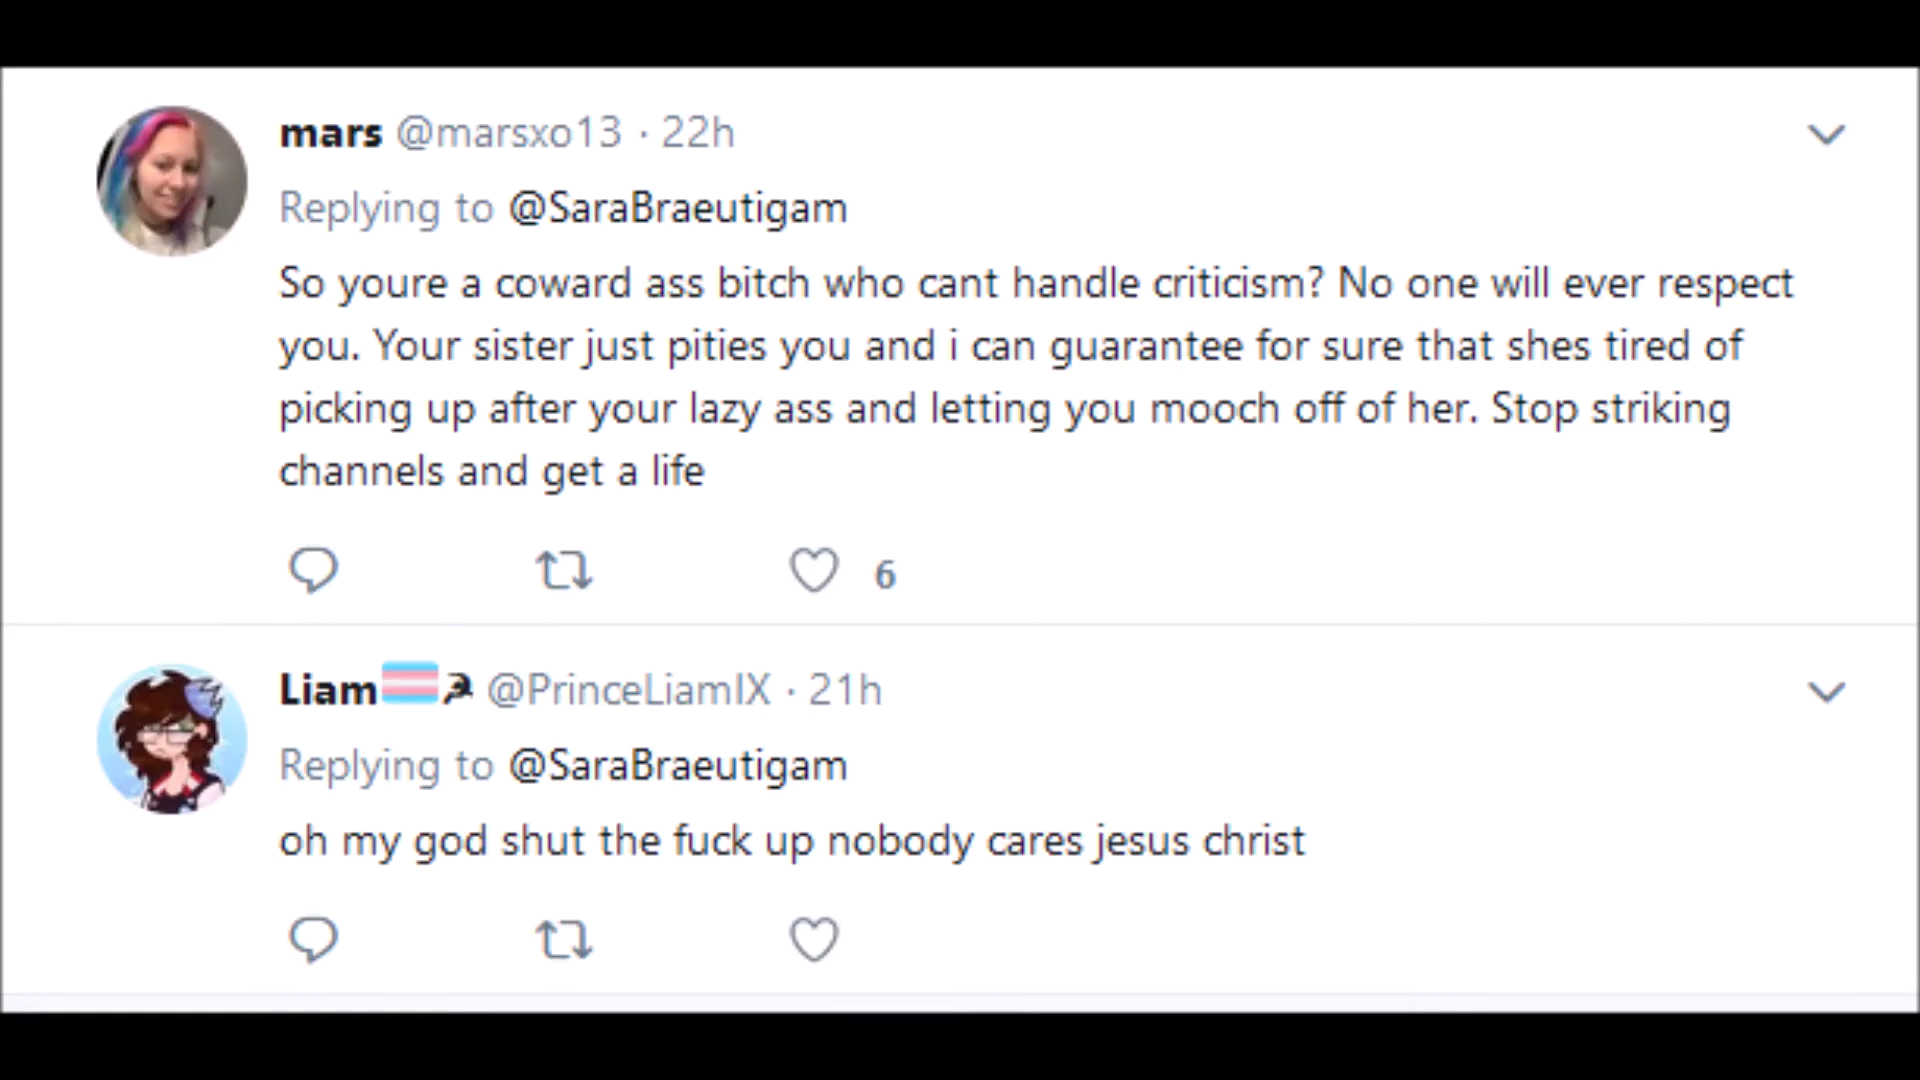 mars @marsxo13 · 22h
Replying to @SaraBraeutigam
So youre a coward ass bitch who cant handle criticism? No one will ever respect
you. Your sister just pities you and i can guarantee for sure that shes tired of
picking up after your lazy ass and letting you mooch off of her. Stop striking
channels and get a life
6
Liam @PrinceLiamIX · 21h
Replying to @SaraBraeutigam
oh my god shut the fuck up nobody cares jesus christ